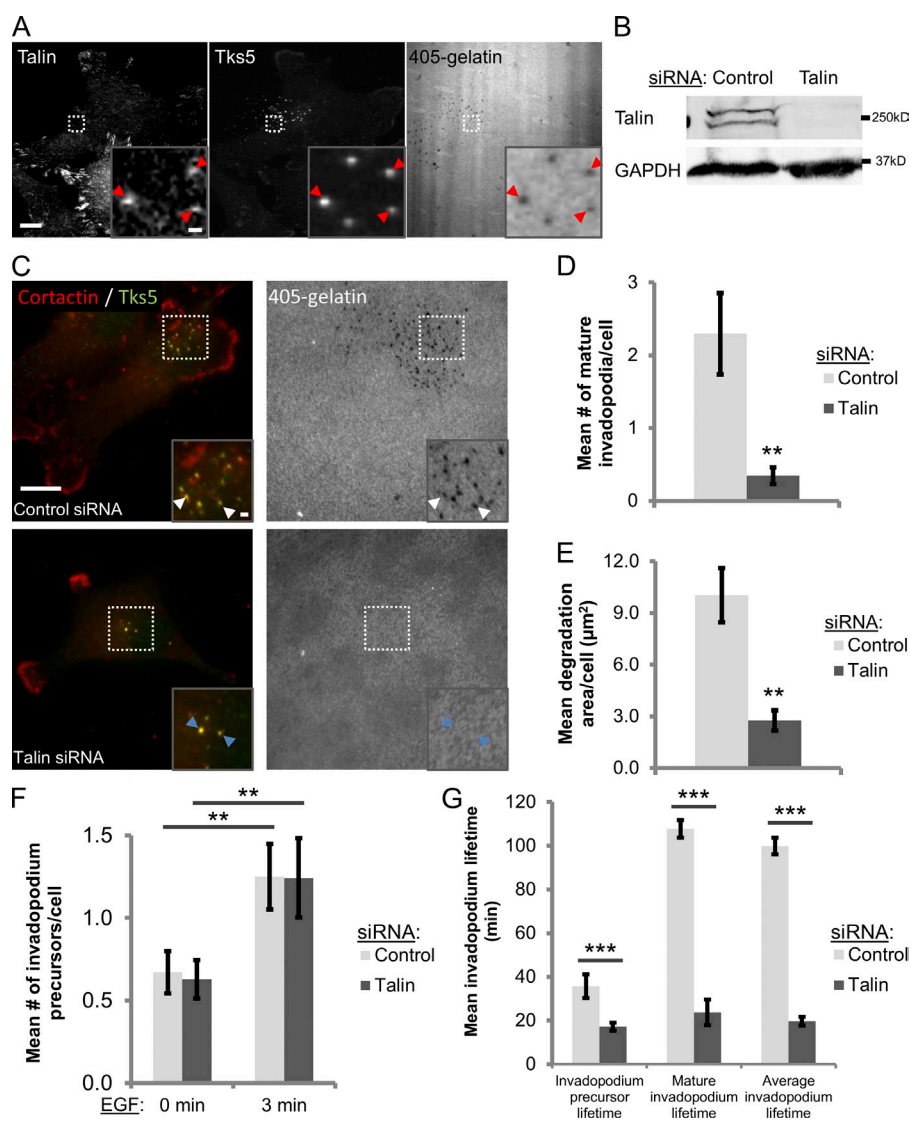 A
Talin
Tks5
405-gelatin
B
siRNA: Control Talin
Talin
250kD
GAPDH
37kD
C
Cortactin / Tks5
405-gelatin
Control siRNA
Talin siRNA
D
Mean # of mature
invadopodia/cell
3
2
1
0
**
siRNA:
Control
Talin
E
Mean degradation
area/cell (µm²)
12.0
9.0
6.0
3.0
0.0
**
siRNA:
Control
Talin
F
Mean # of invadopodium
precursors/cell
1.5
1.0
0.5
0.0
**
**
EGF: 0 min 3 min
siRNA:
Control
Talin
G
Mean invadopodium lifetime
(min)
120
100
80
60
40
20
0
***
***
***
Invadopodium
precursor
lifetime
Mature
invadopodium
lifetime
Average
invadopodium
lifetime
siRNA:
Control
Talin